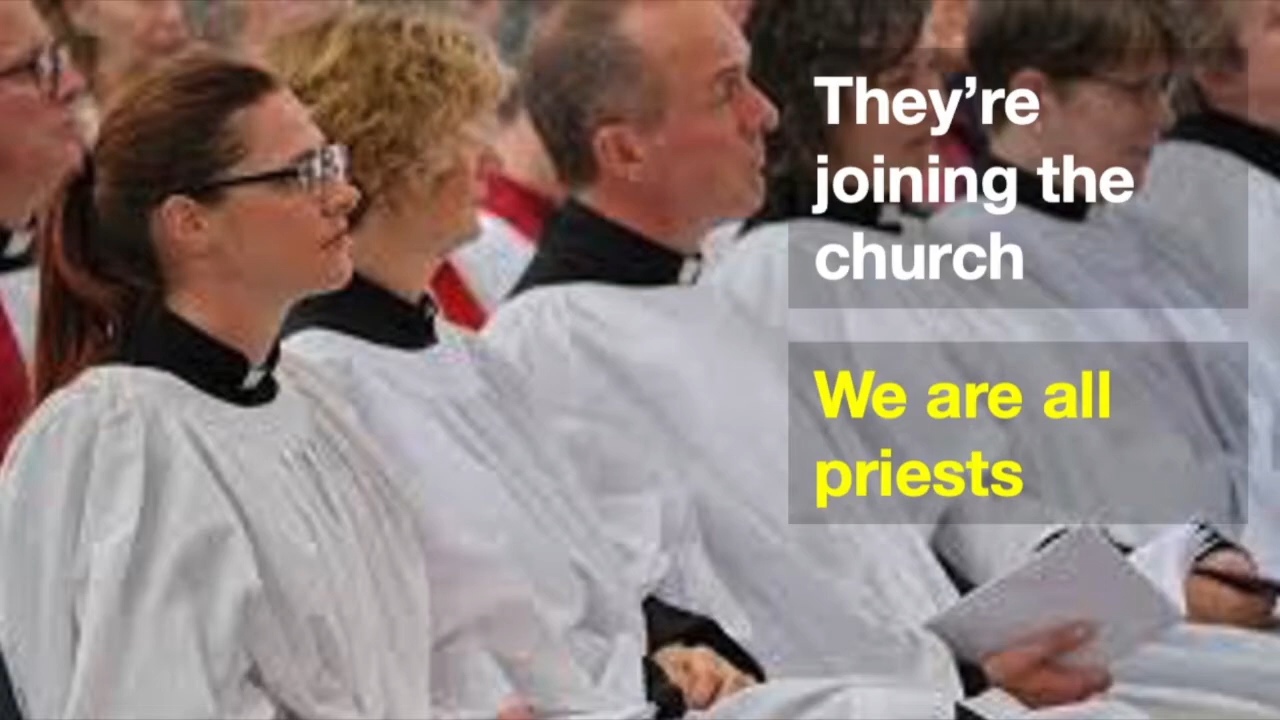 They’re
joining the
church
We are all
priests